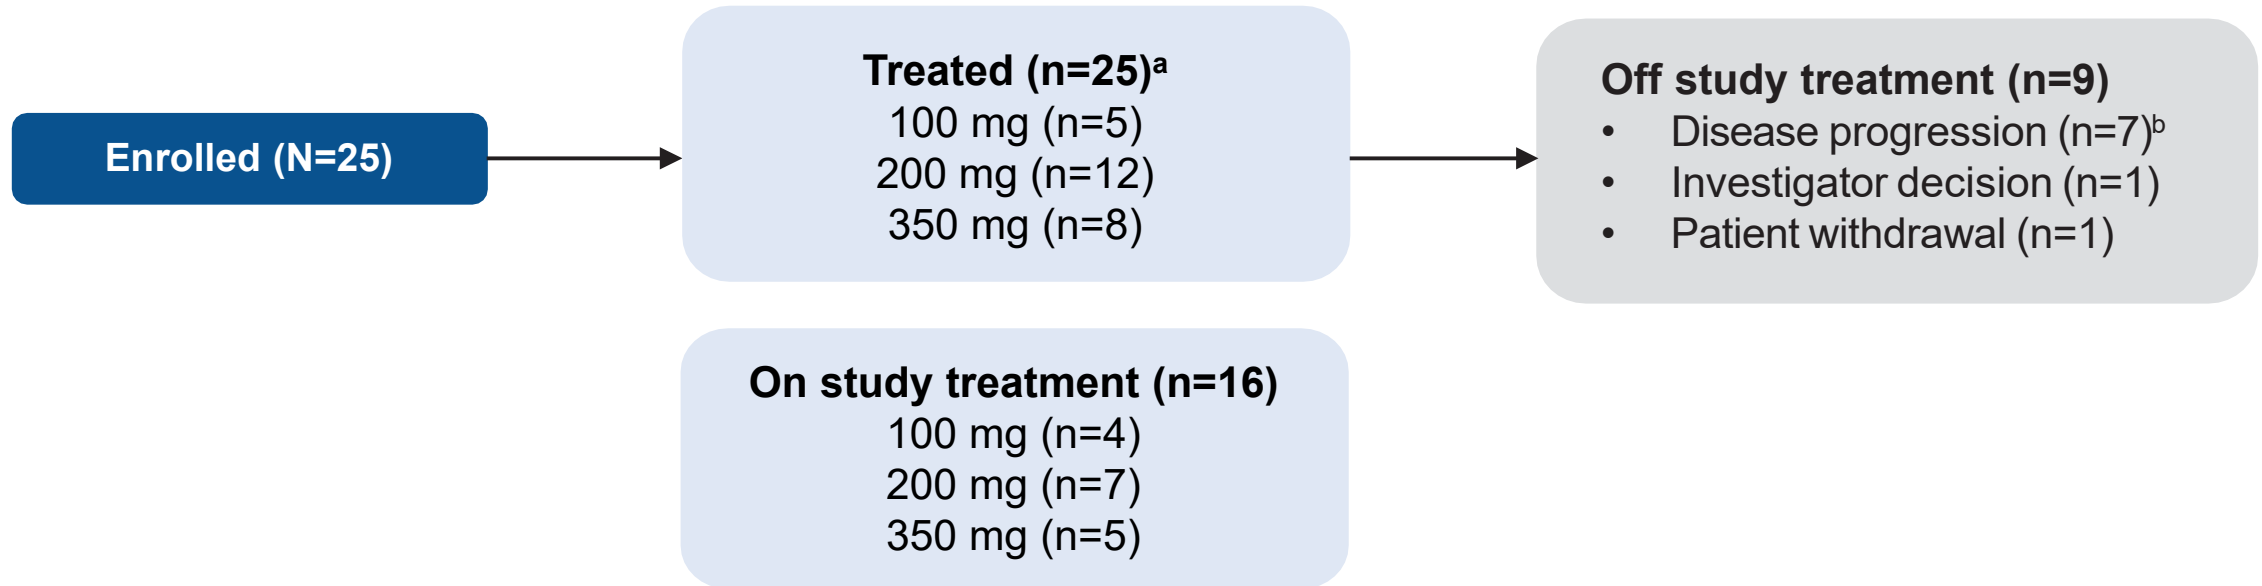 Enrolled (N=25)
Treated (n=25)ᵃ
100 mg (n=5)
200 mg (n=12)
350 mg (n=8)
On study treatment (n=16)
100 mg (n=4)
200 mg (n=7)
350 mg (n=5)
Off study treatment (n=9)
• Disease progression (n=7)ᵇ
• Investigator decision (n=1)
• Patient withdrawal (n=1)